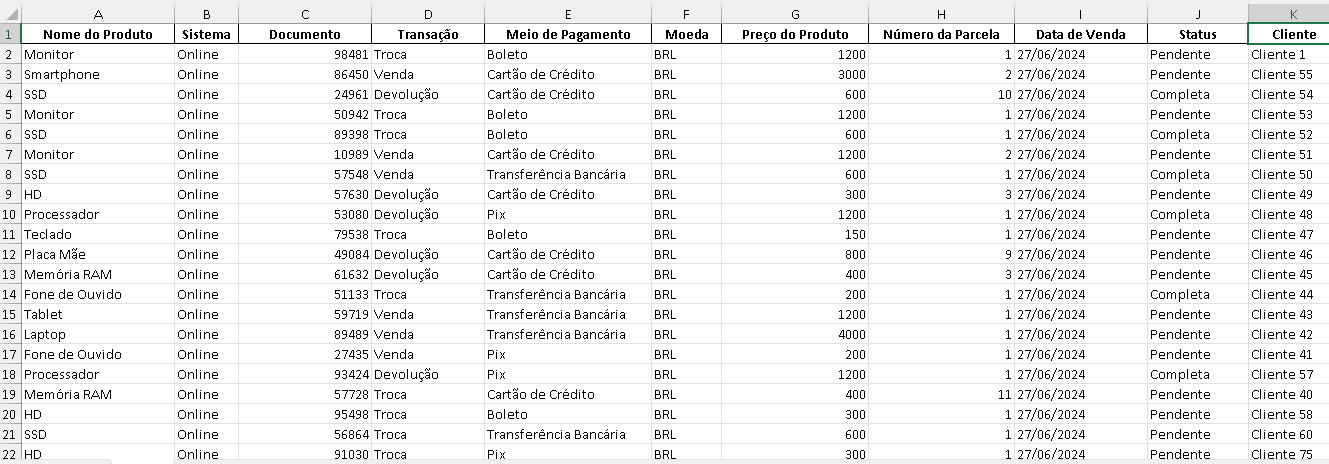 A B C D E F G H I J K
1 Nome do Produto Sistema Documento Transação Meio de Pagamento Moeda Preço do Produto Número da Parcela Data de Venda Status Cliente
2 Monitor Online 98481 Troca Boleto BRL 1200 1 27/06/2024 Pendente Cliente 1
3 Smartphone Online 86450 Venda Cartão de Crédito BRL 3000 2 27/06/2024 Pendente Cliente 55
4 SSD Online 24961 Devolução Cartão de Crédito BRL 600 10 27/06/2024 Completa Cliente 54
5 Monitor Online 50942 Troca Boleto BRL 1200 1 27/06/2024 Pendente Cliente 53
6 SSD Online 89398 Troca Boleto BRL 600 1 27/06/2024 Completa Cliente 52
7 Monitor Online 10989 Venda Cartão de Crédito BRL 1200 2 27/06/2024 Pendente Cliente 51
8 SSD Online 57548 Venda Transferência Bancária BRL 600 1 27/06/2024 Completa Cliente 50
9 HD Online 57630 Devolução Cartão de Crédito BRL 300 3 27/06/2024 Pendente Cliente 49
10 Processador Online 53080 Devolução Pix BRL 1200 1 27/06/2024 Completa Cliente 48
11 Teclado Online 79538 Troca Boleto BRL 150 1 27/06/2024 Pendente Cliente 47
12 Placa Mãe Online 49084 Devolução Cartão de Crédito BRL 800 9 27/06/2024 Pendente Cliente 46
13 Memória RAM Online 61632 Devolução Cartão de Crédito BRL 400 3 27/06/2024 Pendente Cliente 45
14 Fone de Ouvido Online 51133 Troca Transferência Bancária BRL 200 1 27/06/2024 Completa Cliente 44
15 Tablet Online 59719 Venda Transferência Bancária BRL 1200 1 27/06/2024 Pendente Cliente 43
16 Laptop Online 89489 Venda Transferência Bancária BRL 4000 1 27/06/2024 Pendente Cliente 42
17 Fone de Ouvido Online 27435 Venda Pix BRL 200 1 27/06/2024 Pendente Cliente 41
18 Processador Online 93424 Devolução Pix BRL 1200 1 27/06/2024 Completa Cliente 57
19 Memória RAM Online 57728 Troca Cartão de Crédito BRL 400 11 27/06/2024 Pendente Cliente 40
20 HD Online 95498 Troca Boleto BRL 300 1 27/06/2024 Pendente Cliente 58
21 SSD Online 56864 Troca Transferência Bancária BRL 600 1 27/06/2024 Pendente Cliente 60
22 HD Online 91030 Troca Pix BRL 300 1 27/06/2024 Pendente Cliente 75